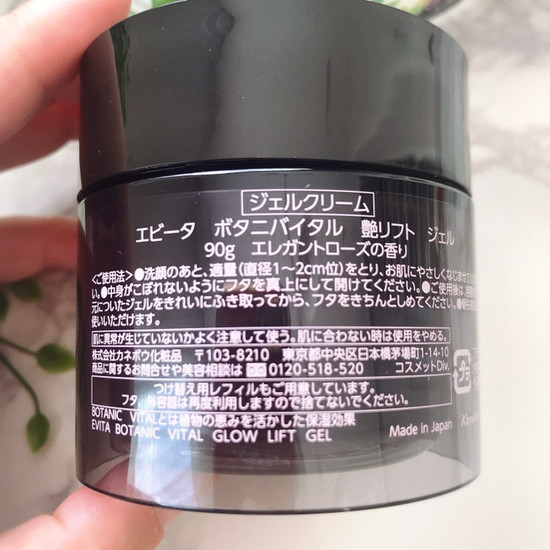 ジェルクリーム
エビータ ボタニバイタル 艶リフト ジェル
90g エレガントローズの香り
<ご使用法>●洗顔のあと、適量(直径1〜2cm位)をとり、お肌にやさしくなじませてくだ
い。●中身がこぼれないようにフタを真上にして開けてください。●ご使用後は、
元についたジェルをきれいにふき取ってから、フタをきちんとしめてください。
使いいただけます。
肌に異常が生じていないかよく注意して使う。肌に合わない時は使用をやめる。
株式会社カネボウ化粧品 〒103-8210 東京都中央区日本橋茅場町1-14-10
商品に関するお問合せや美容相談は 0120-518-520 コスメットDiv.
つけ替え用レフィルもご用意しています。
フタ、外容器は再度利用しますので捨てないでください。
BOTANIC VITALとは植物の恵みを活かした保湿効果
EVITA BOTANIC VITAL GLOW LIFT GEL
Made in Japan
プラ